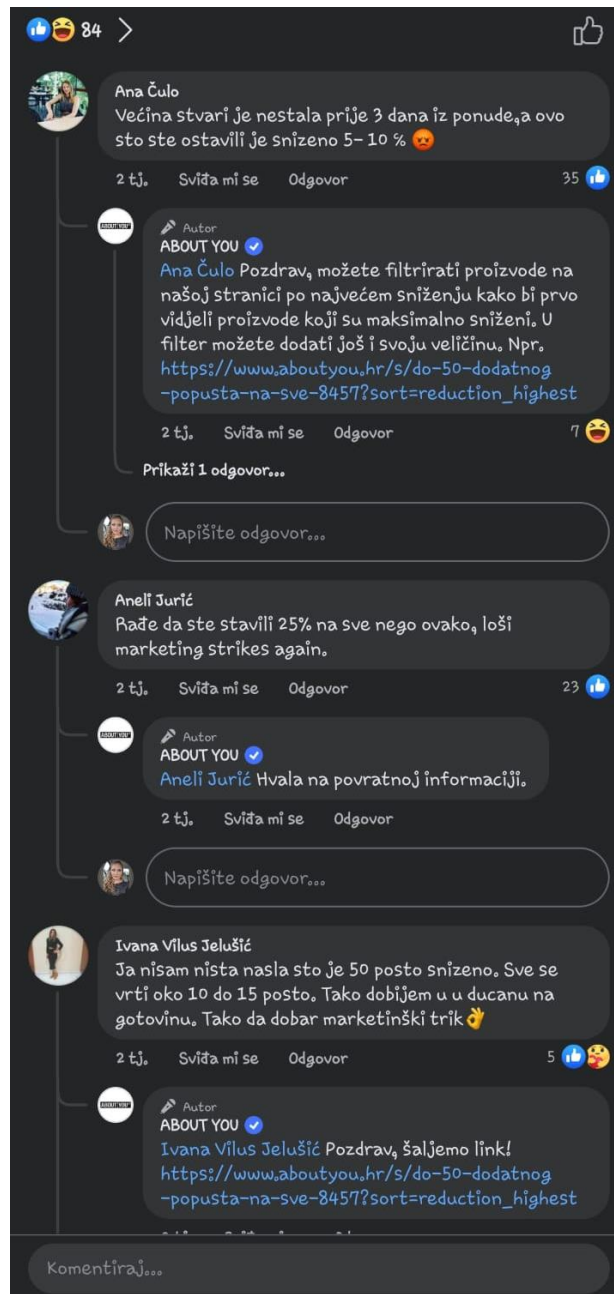 84
Ana Čulo
Većina stvari je nestala prije 3 dana iz ponude,a ovo
sto ste ostavili je snizeno 5-10 % 😡
2 tj. Sviđa mi se Odgovor 35
ABOUT YOU
Autor
ABOUT YOU
Ana Čulo Pozdrav, možete filtrirati proizvode na
našoj stranici po najvećem sniženju kako bi prvo
vidjeli proizvode koji su maksimalno sniženi. U
filter možete dodati još i svoju veličinu. Npr.
https://www.aboutyou.hr/s/do-50-dodatnog
-popusta-na-sve-8457?sort=reduction_highest
2 tj. Sviđa mi se Odgovor 7
Prikaži 1 odgovor...
Napišite odgovor...
Aneli Jurić
Rađe da ste stavili 25% na sve nego ovako, loši
marketing strikes again.
2 tj. Sviđa mi se Odgovor 23
ABOUT YOU
Autor
ABOUT YOU
Aneli Jurić Hvala na povratnoj informaciji.
2 tj. Sviđa mi se Odgovor
Napišite odgovor...
Ivana Vilus Jelušić
Ja nisam nista nasla sto je 50 posto snizeno. Sve se
vrti oko 10 do 15 posto. Tako dobijem u u ducanu na
gotovinu. Tako da dobar marketinški trik👌
2 tj. Sviđa mi se Odgovor 5
ABOUT YOU
Autor
ABOUT YOU
Ivana Vilus Jelušić Pozdrav, šaljemo link!
https://www.aboutyou.hr/s/do-50-dodatnog
-popusta-na-sve-8457?sort=reduction_highest
Komentiraj...